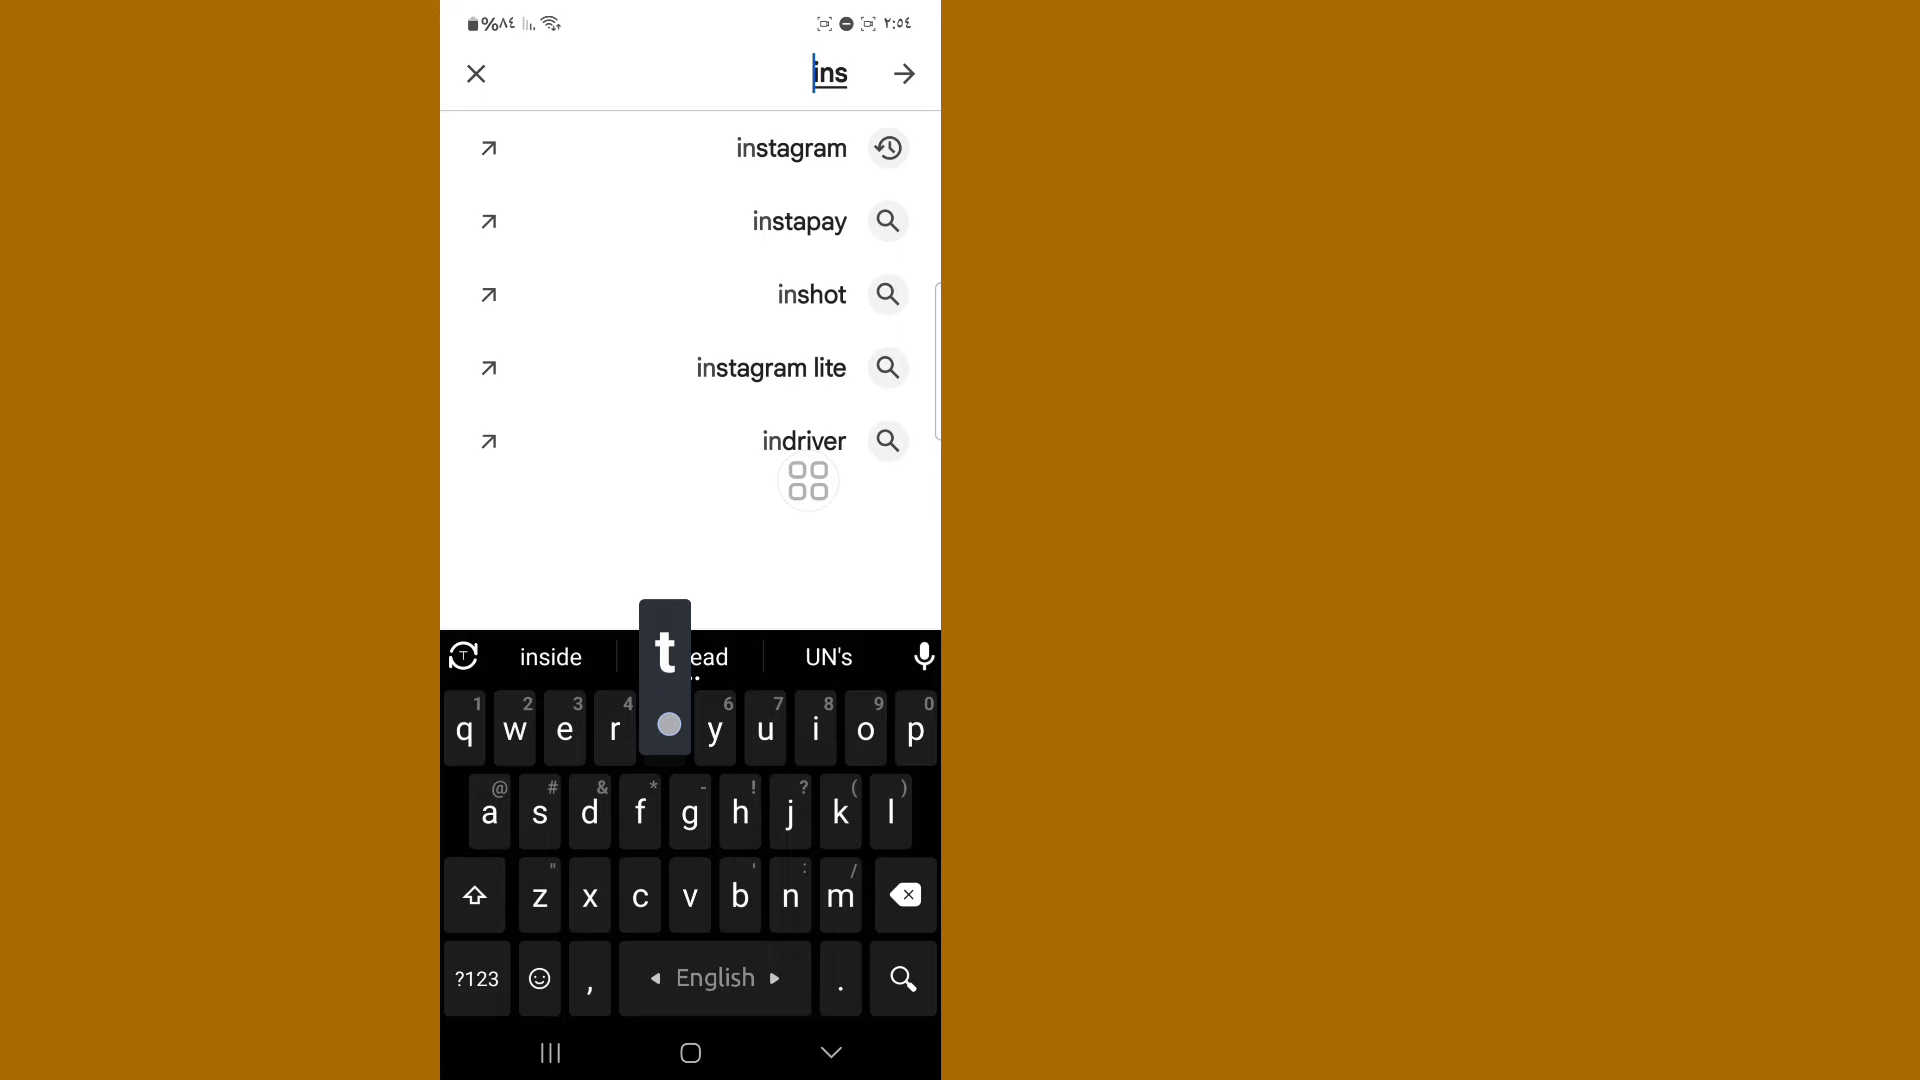 %٨٤ ٢:٥٤
ins
instagram
instapay
inshot
instagram lite
indriver
t
inside ead UN's
1 2 3 4 6 7 8 9 0
q w e r y u i o p
@ # & * - ! ? ( )
a s d f g h j k l
" ' : /
z x c v b n m
?123 , English .